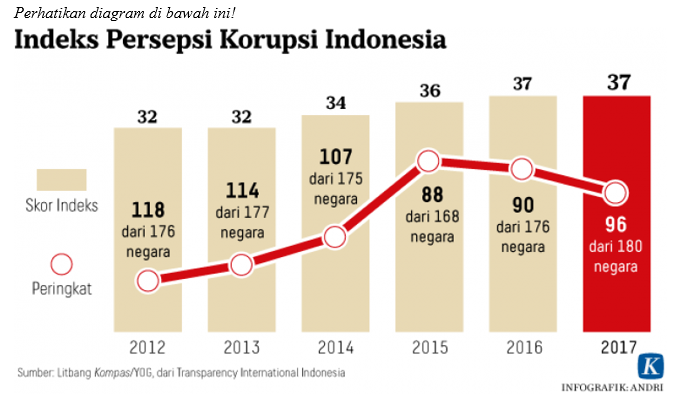 Perhatikan diagram di bawah ini!
Indeks Persepsi Korupsi Indonesia
32
32
34
36
37
37
Skor Indeks
Peringkat
118
dari 176
negara
114
dari 177
negara
107
dari 175
negara
88
dari 168
negara
90
dari 176
negara
96
dari 180
negara
2012
2013
2014
2015
2016
2017
Sumber: Litbang Kompas/YOG, dari Transparency International Indonesia
K
INFOGRAFIK: ANDRI